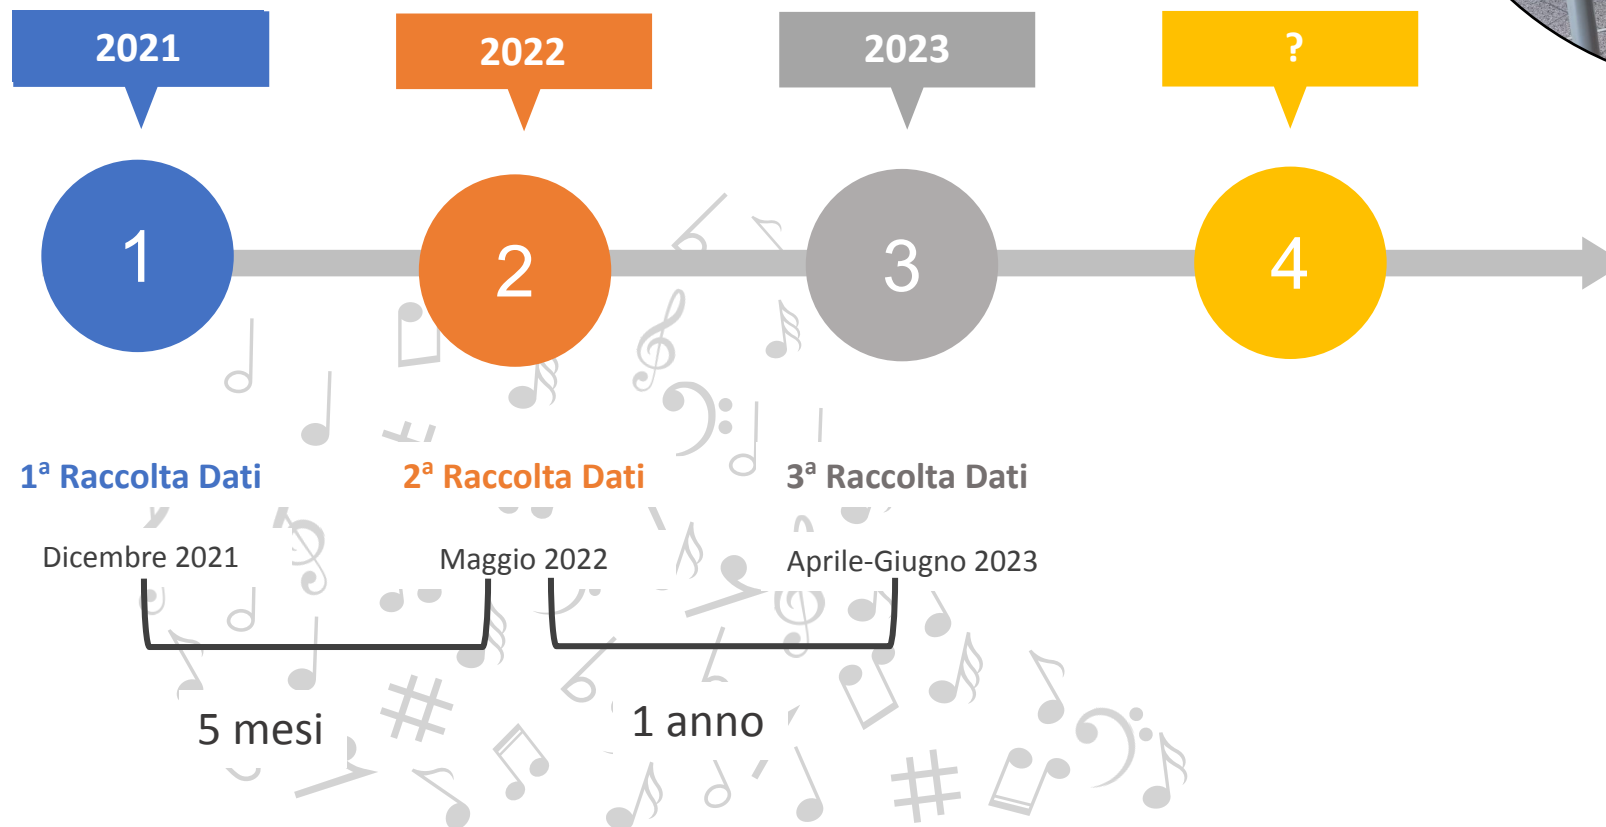 2021
2022
2023
?
1
2
3
4
1ª Raccolta Dati
2ª Raccolta Dati
3ª Raccolta Dati
Dicembre 2021
Maggio 2022
Aprile-Giugno 2023
5 mesi
1 anno